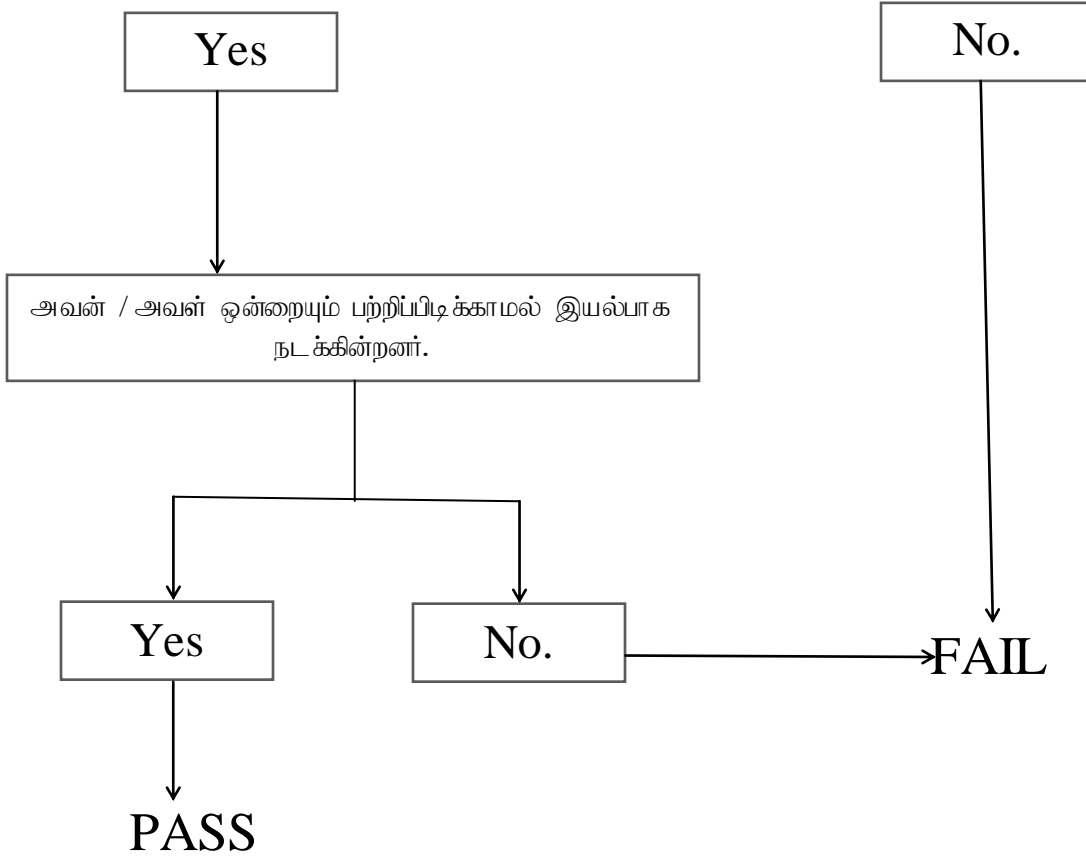 Yes
No.
அவன் / அவள் ஒன்றையும் பற்றிப்பிடிக்காமல் இயல்பாக
நடக்கின்றனர்.
Yes
No.
FAIL
PASS